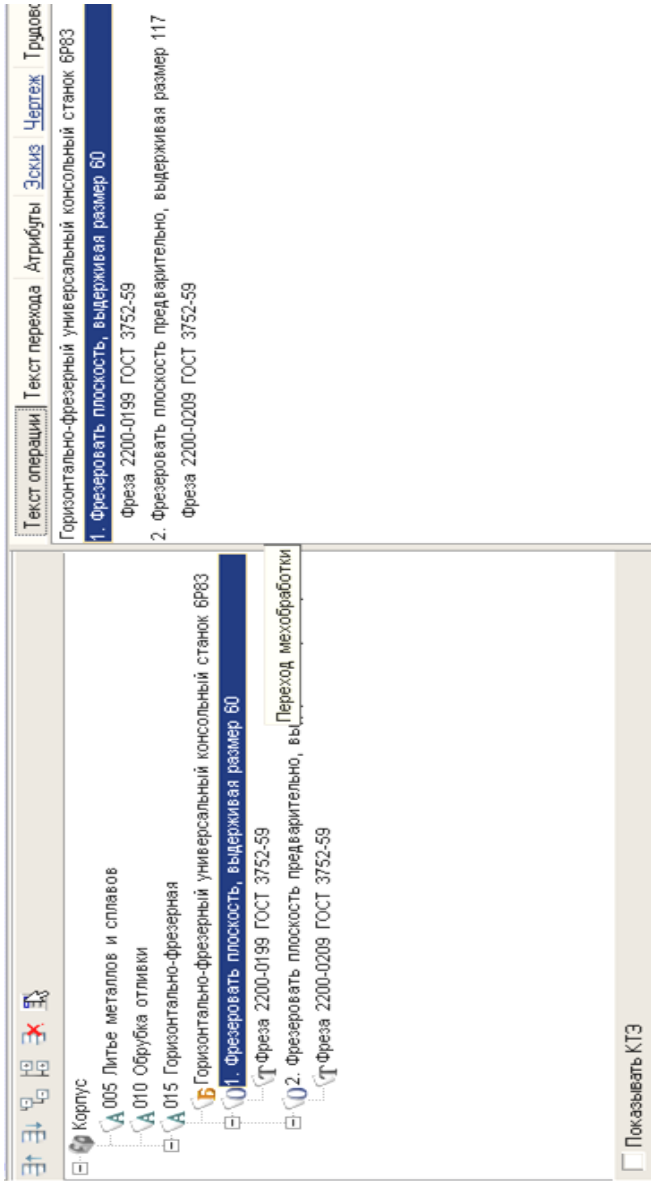 Корпус
А 005 Литье металлов и сплавов
А 010 Обрубка отливки
А 015 Горизонтально-фрезерная
Б Горизонтально-фрезерный универсальный консольный станок 6Р83
О 1. Фрезеровать плоскость, выдерживая размер 60
Т Фреза 2200-0199 ГОСТ 3752-59
Переход мехобработки
О 2. Фрезеровать плоскость предварительно, вы
Т Фреза 2200-0209 ГОСТ 3752-59
Показывать КТЭ
Текст операции Текст перехода Атрибуты Эскиз Чертеж Трудово
Горизонтально-фрезерный универсальный консольный станок 6Р83
1. Фрезеровать плоскость, выдерживая размер 60
Фреза 2200-0199 ГОСТ 3752-59
2. Фрезеровать плоскость предварительно, выдерживая размер 117
Фреза 2200-0209 ГОСТ 3752-59